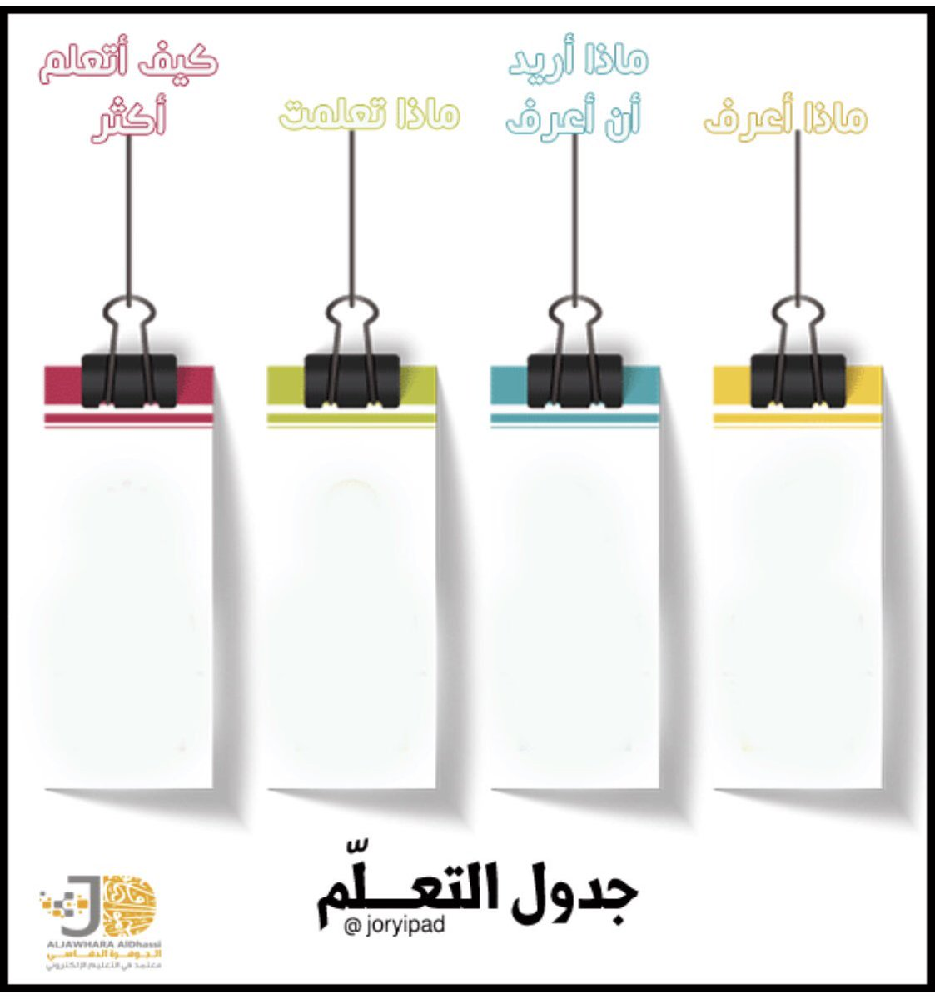 ماذا أعرف
ماذا أريد
أن أعرف
ماذا تعلمت
كيف أتعلم
أكثر
جدول التعلّم
@ joryipad
ALJAWHARA AlDhassi
الجوهرة الدهاسي
معتمد في التعليم الإلكتروني